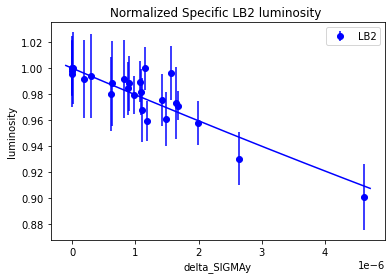 Normalized Specific LB2 luminosity
LB2
1.02
1.00
0.98
0.96
0.94
0.92
0.90
0.88
luminosity
0 1 2 3 4
1e−6
delta_SIGMAy